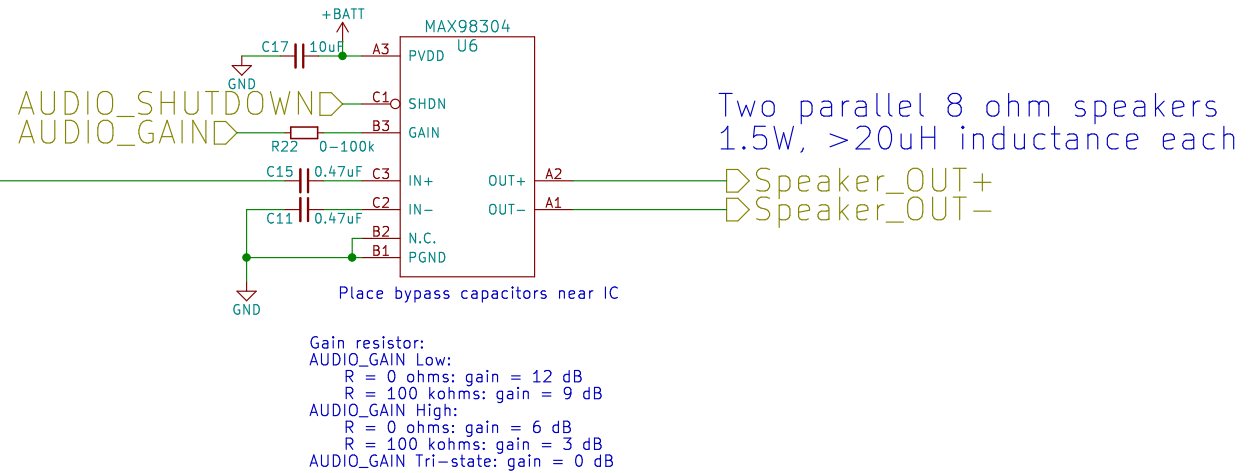 +BATT
MAX98304
U6
C17 10uF A3 PVDD
GND
AUDIO_SHUTDOWN C1 SHDN
AUDIO_GAIN B3 GAIN
R22 0-100k
Two parallel 8 ohm speakers
1.5W, >20uH inductance each
C15 0.47uF C3 IN+ OUT+ A2 Speaker_OUT+
C11 0.47uF C2 IN- OUT- A1 Speaker_OUT-
B2 N.C.
B1 PGND
GND
Place bypass capacitors near IC
Gain resistor:
AUDIO_GAIN Low:
R = 0 ohms: gain = 12 dB
R = 100 kohms: gain = 9 dB
AUDIO_GAIN High:
R = 0 ohms: gain = 6 dB
R = 100 kohms: gain = 3 dB
AUDIO_GAIN Tri-state: gain = 0 dB